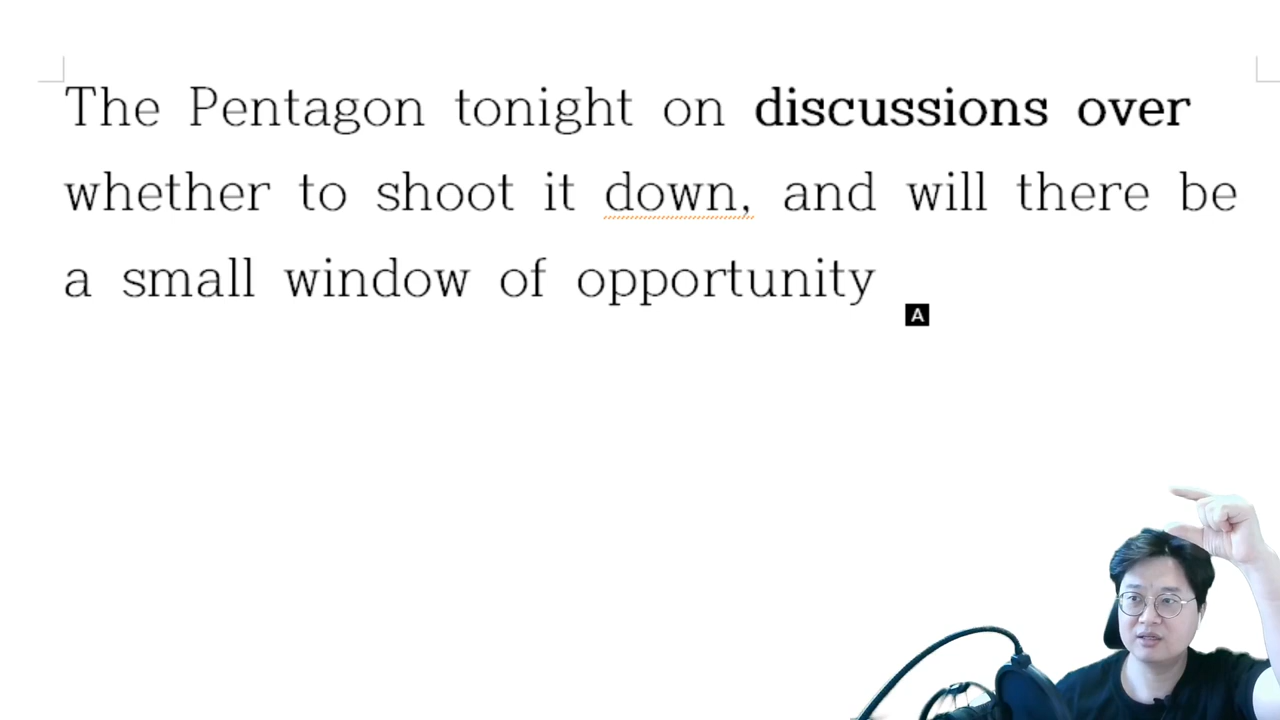 The Pentagon tonight on discussions over
whether to shoot it down, and will there be
a small window of opportunity
A